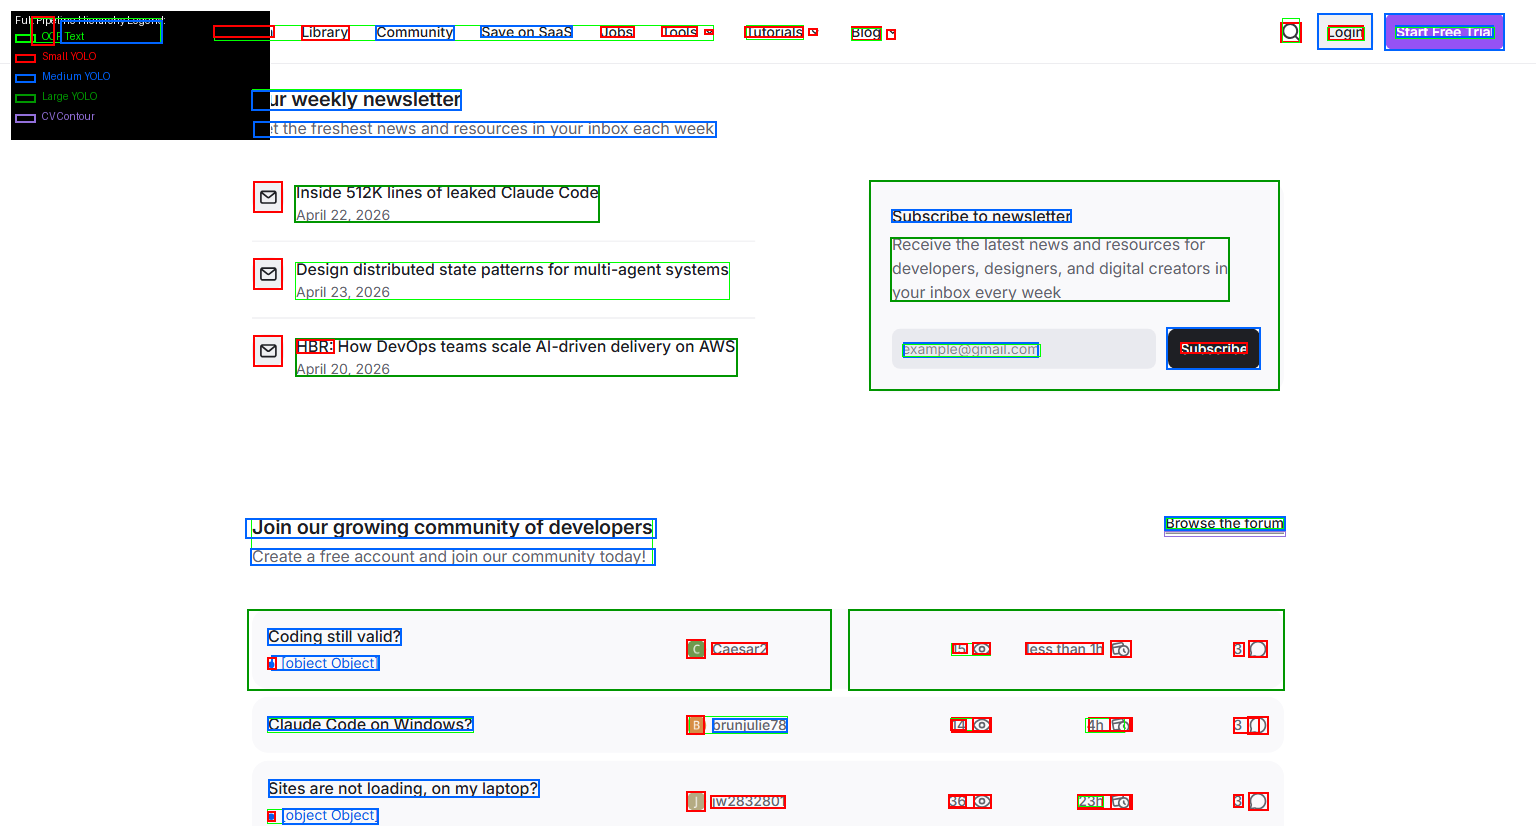 Full Pipeline Hierarchy Legend:
OCR Text
Small YOLO
Medium YOLO
Large YOLO
CV Contour
Library Community Save on SaaS Jobs Tools Tutorials Blog
Login Start Free Trial
ur weekly newsletter
et the freshest news and resources in your inbox each week
Inside 512K lines of leaked Claude Code
April 22, 2026
Design distributed state patterns for multi-agent systems
April 23, 2026
HBR: How DevOps teams scale AI-driven delivery on AWS
April 20, 2026
Subscribe to newsletter
Receive the latest news and resources for
developers, designers, and digital creators in
your inbox every week
example@gmail.com Subscribe
Join our growing community of developers
Create a free account and join our community today!
Browse the forum
Coding still valid?
[object Object]
C Caesar2 15 less than 1h 3
Claude Code on Windows?
B brunjulie78 14 4h 3
Sites are not loading, on my laptop?
[object Object]
J jw2832801 36 23h 3